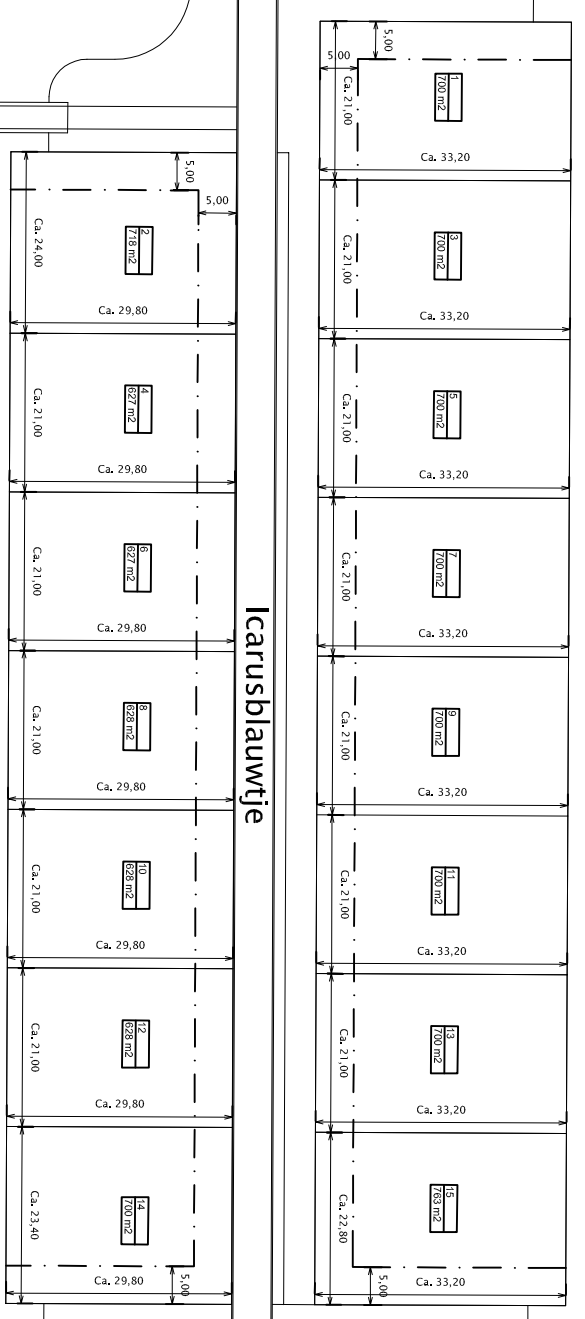 5,00
5,00
Ca. 21,00
1
700 m2
Ca. 33,20
Ca. 21,00
3
700 m2
Ca. 33,20
Ca. 21,00
5
700 m2
Ca. 33,20
Ca. 21,00
7
700 m2
Ca. 33,20
Ca. 21,00
9
700 m2
Ca. 33,20
Ca. 21,00
11
700 m2
Ca. 33,20
Ca. 21,00
13
700 m2
Ca. 33,20
Ca. 22,80
15
763 m2
Ca. 33,20
5,00
Icarusblauwtje
5,00
5,00
Ca. 24,00
2
718 m2
Ca. 29,80
Ca. 21,00
4
627 m2
Ca. 29,80
Ca. 21,00
6
627 m2
Ca. 29,80
Ca. 21,00
8
628 m2
Ca. 29,80
Ca. 21,00
10
628 m2
Ca. 29,80
Ca. 21,00
12
628 m2
Ca. 29,80
Ca. 23,40
14
700 m2
Ca. 29,80
5,00